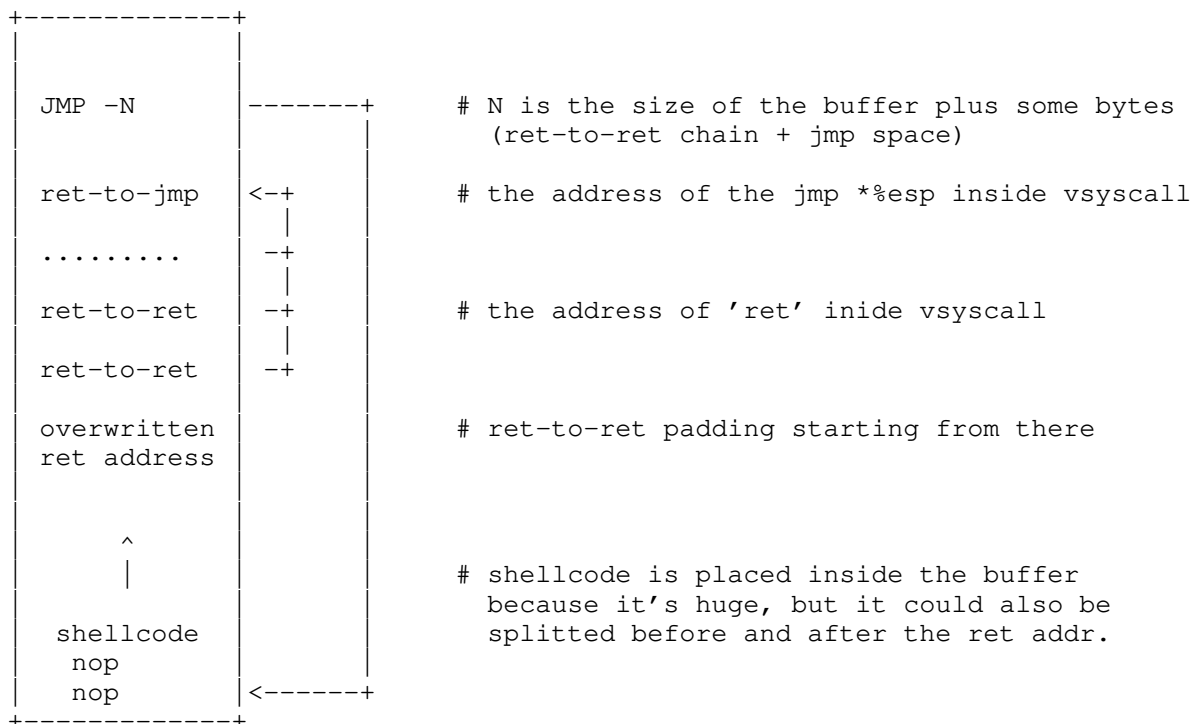 JMP -N # N is the size of the buffer plus some bytes
(ret-to-ret chain + jmp space)
ret-to-jmp # the address of the jmp *%esp inside vsyscall
.........
ret-to-ret # the address of 'ret' inide vsyscall
ret-to-ret
overwritten # ret-to-ret padding starting from there
ret address
# shellcode is placed inside the buffer
because it's huge, but it could also be
shellcode splitted before and after the ret addr.
nop
nop